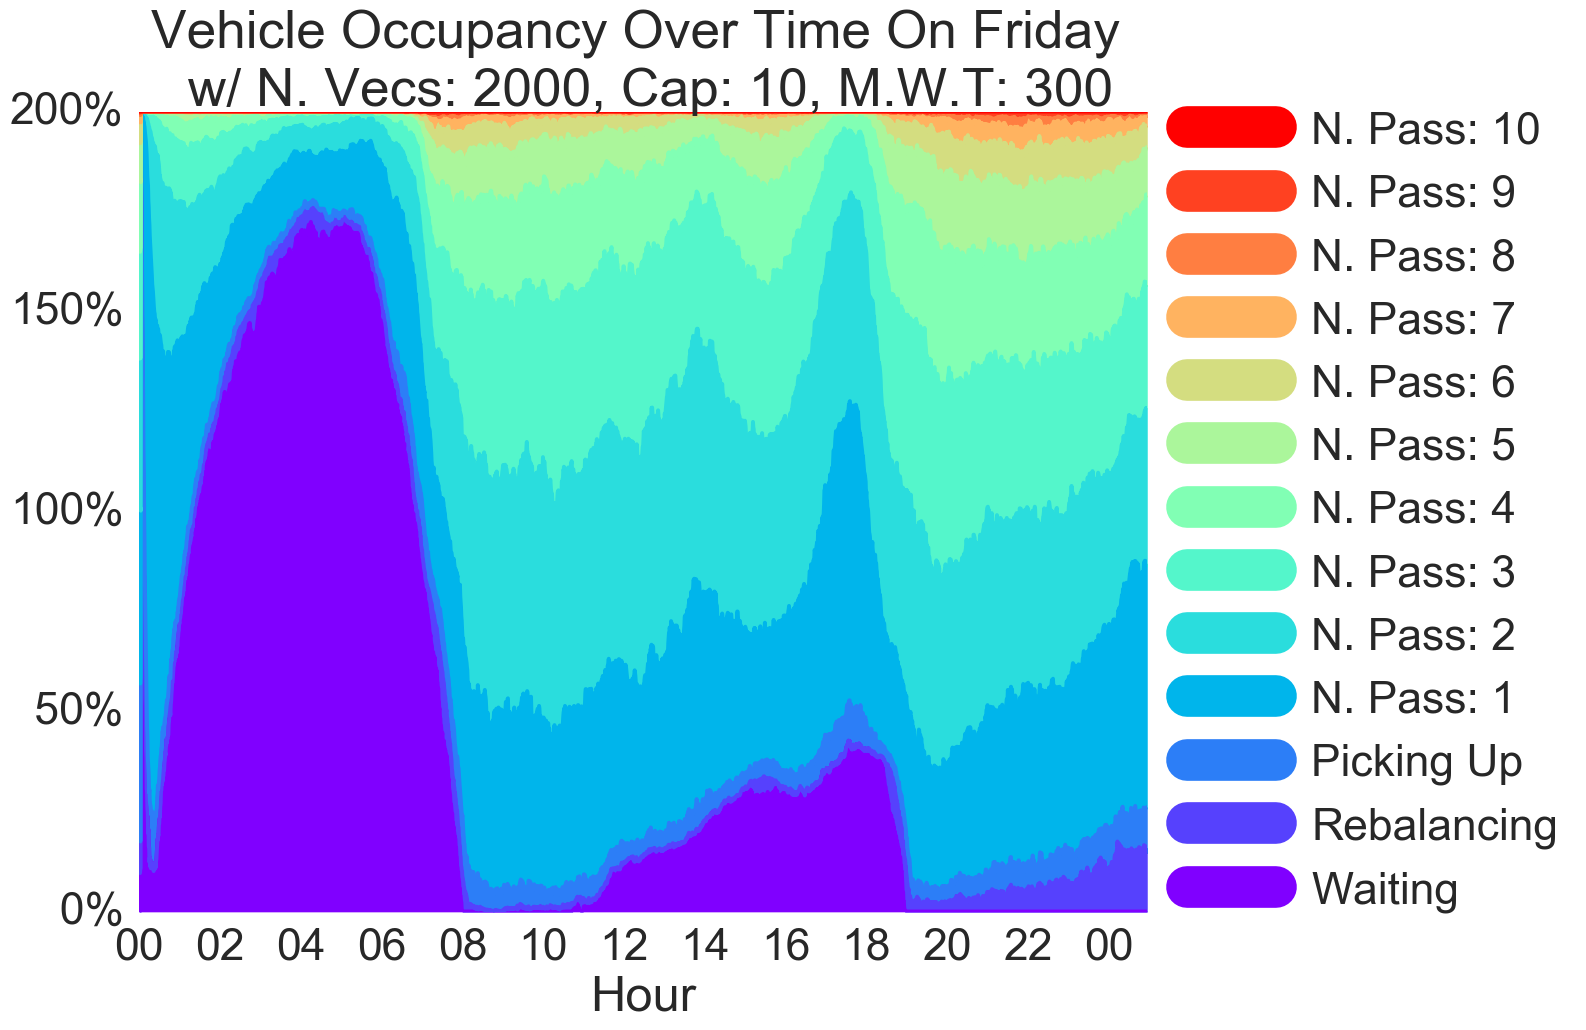 Vehicle Occupancy Over Time On Friday
w/ N. Vecs: 2000, Cap: 10, M.W.T: 300
200%
150%
100%
50%
0%
00 02 04 06 08 10 12 14 16 18 20 22 00
Hour
N. Pass: 10
N. Pass: 9
N. Pass: 8
N. Pass: 7
N. Pass: 6
N. Pass: 5
N. Pass: 4
N. Pass: 3
N. Pass: 2
N. Pass: 1
Picking Up
Rebalancing
Waiting